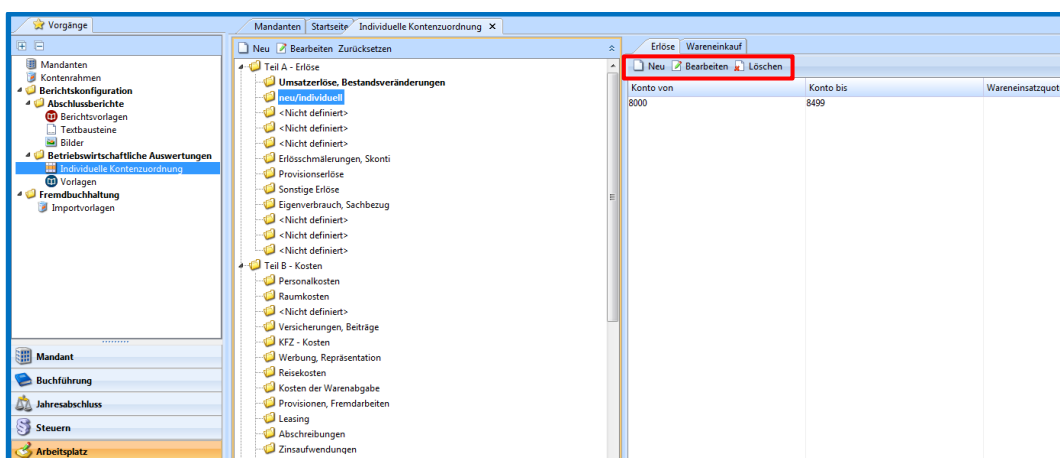 Vorgänge
Mandanten
Kontenrahmen
Berichtskonfiguration
Abschlussberichte
Berichtsvorlagen
Textbausteine
Bilder
Betriebswirtschaftliche Auswertungen
Individuelle Kontenzuordnung
Vorlagen
Fremdbuchhaltung
Importvorlagen
Mandant
Buchführung
Jahresabschluss
Steuern
Arbeitsplatz
Mandanten Startseite Individuelle Kontenzuordnung X
Neu Bearbeiten Zurücksetzen
Teil A - Erlöse
Umsatzerlöse, Bestandsveränderungen
neu/individuell
<Nicht definiert>
<Nicht definiert>
<Nicht definiert>
Erlösschmälerungen, Skonti
Provisionserlöse
Sonstige Erlöse
Eigenverbrauch, Sachbezug
<Nicht definiert>
<Nicht definiert>
<Nicht definiert>
Teil B - Kosten
Personalkosten
Raumkosten
<Nicht definiert>
Versicherungen, Beiträge
KFZ - Kosten
Werbung, Repräsentation
Reisekosten
Kosten der Warenabgabe
Provisionen, Fremdarbeiten
Leasing
Abschreibungen
Zinsaufwendungen
Erlöse Wareneinkauf
Neu Bearbeiten Löschen
Konto von Konto bis Wareneinsatzquot
8000 8499